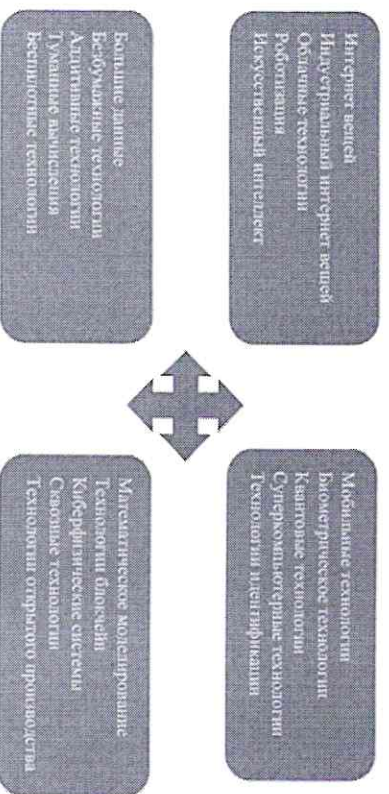 Интернет вещей
Индустриальный интернет вещей
Облачные технологии
Роботизация
Искусственный интеллект
Мобильные технологии
Биометрическое технологии
Квантовые технологии
Суперкомпьютерные технологии
Технологии идентификации
Большие данные
Безбумажные технологии
Аддитивные технологии
Туманные вычисления
Беспилотные технологии
Математическое моделирование
Технологии блокчайн
Киберфизические системы
Сквозные технологии
Технологии открытого производства